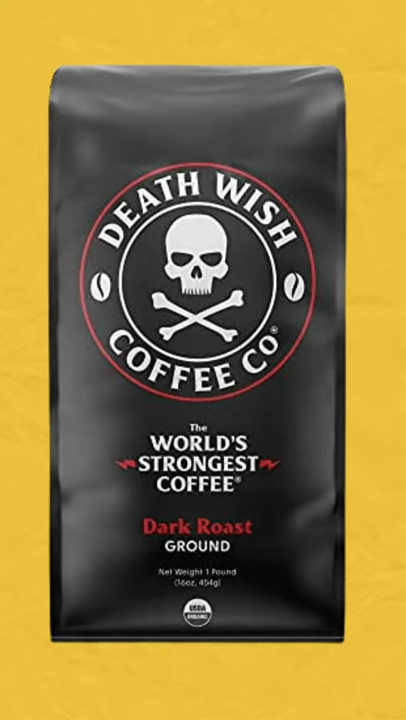 DEATH WISH
COFFEE CO®
The
WORLD'S
STRONGEST
COFFEE®
Dark Roast
GROUND
Net Weight 1 Pound
(16oz, 454g)
USDA
ORGANIC